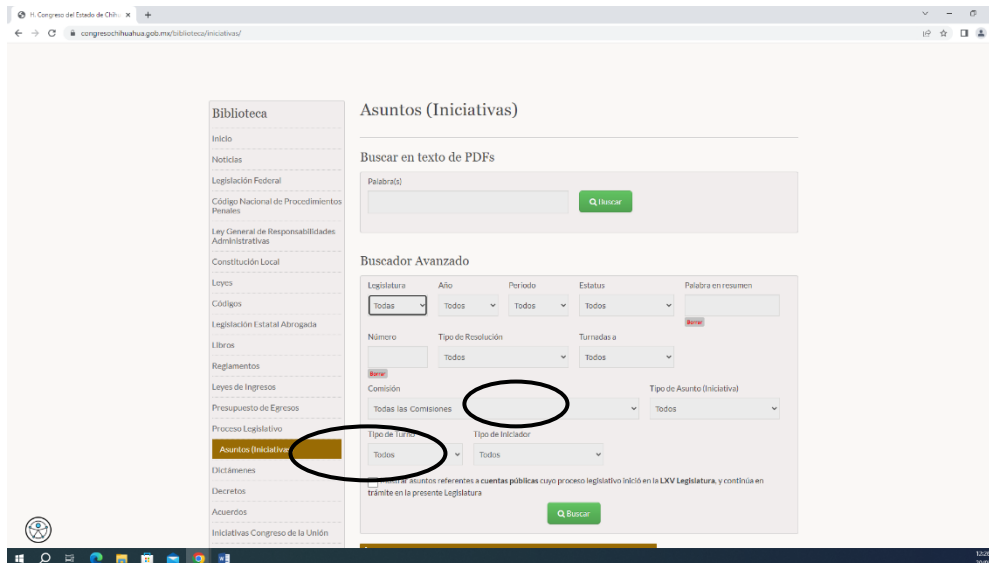 H. Congreso del Estado de Chihu
congresochihuahua.gob.mx/biblioteca/iniciativas/
Biblioteca
Inicio
Noticias
Legislación Federal
Código Nacional de Procedimientos
Penales
Ley General de Responsabilidades
Administrativas
Constitución Local
Leyes
Códigos
Legislación Estatal Abrogada
Libros
Reglamentos
Leyes de Ingresos
Presupuesto de Egresos
Proceso Legislativo
Asuntos (Iniciativas
Dictámenes
Decretos
Acuerdos
Iniciativas Congreso de la Unión
Asuntos (Iniciativas)
Buscar en texto de PDFs
Palabra(s)
Buscar
Buscador Avanzado
Legislatura Año Periodo Estatus Palabra en resumen
Todas Todos Todos Todos
Borrar
Número Tipo de Resolución Turnadas a
Todos Todos
Borrar
Comisión Tipo de Asunto (Iniciativa)
Todas las Comisiones Todos
Tipo de Turno Tipo de Iniciador
Todos Todos
asuntos referentes a cuentas públicas cuyo proceso legislativo inició en la LXV Legislatura, y continúa en
trámite en la presente Legislatura
Buscar